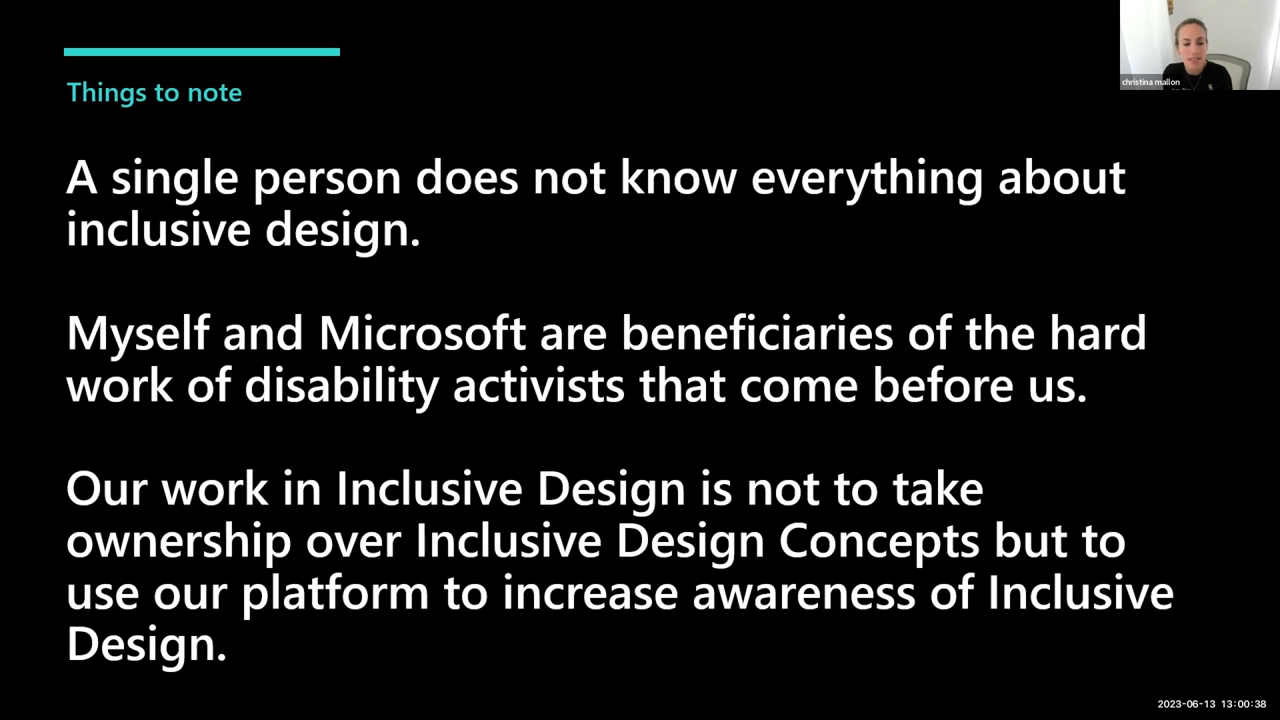 christina mallon
Things to note
A single person does not know everything about
inclusive design.
Myself and Microsoft are beneficiaries of the hard
work of disability activists that come before us.
Our work in Inclusive Design is not to take
ownership over Inclusive Design Concepts but to
use our platform to increase awareness of Inclusive
Design.
2023-06-13 13:00:38